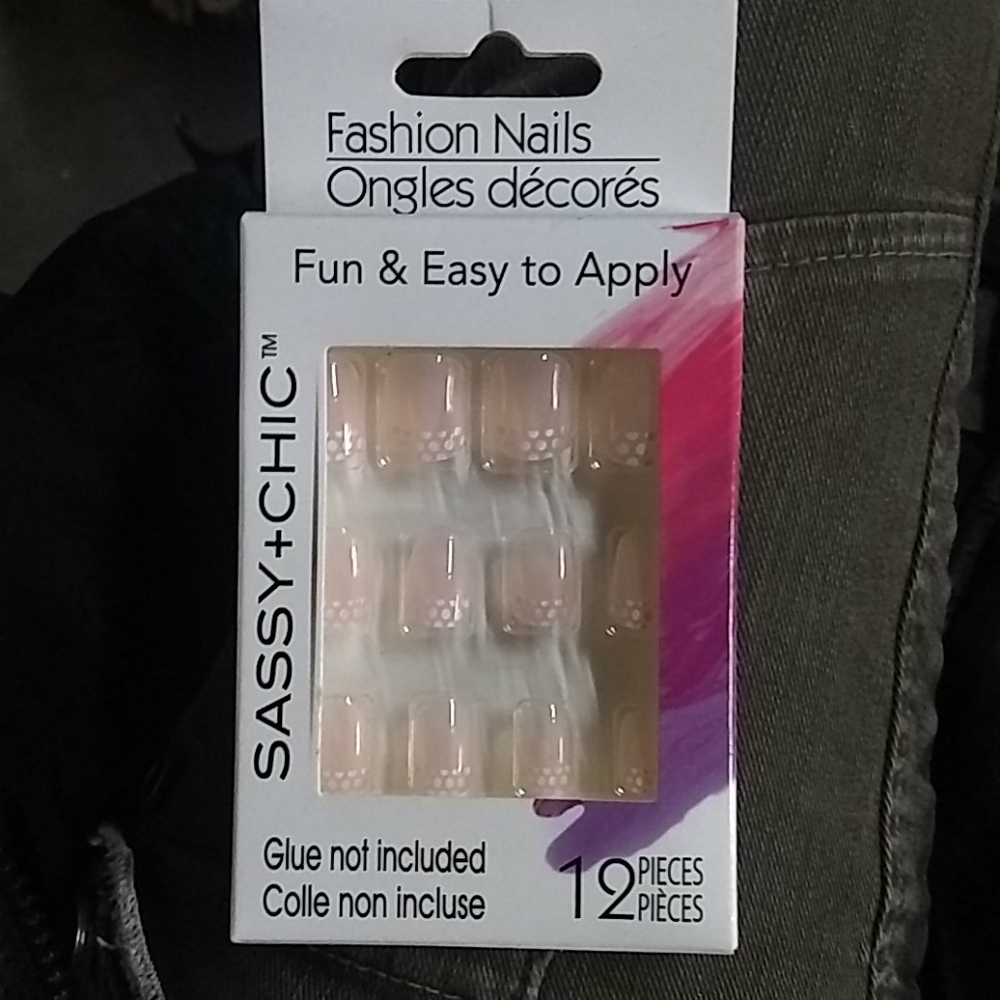 Fashion Nails
Ongles décorés
Fun & Easy to Apply
SASSY+CHIC™
Glue not included
Colle non incluse
12 PIECES
PIÈCES